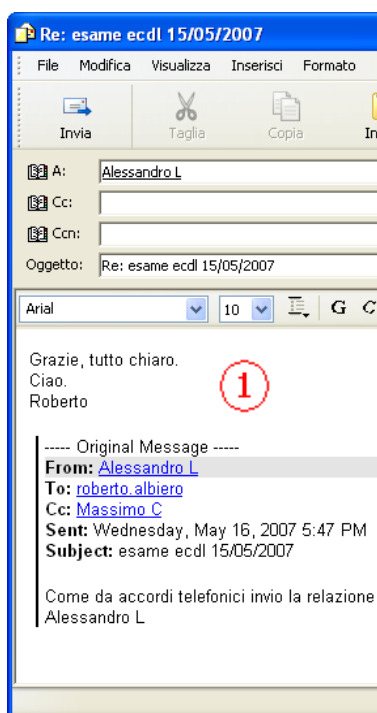 Re: esame ecdl 15/05/2007
File Modifica Visualizza Inserisci Formato
Invia Taglia Copia In
A: Alessandro L
Cc:
Ccn:
Oggetto: Re: esame ecdl 15/05/2007
Arial 10 G C
Grazie, tutto chiaro.
Ciao.
Roberto
1
----- Original Message -----
From: Alessandro L
To: roberto.albiero
Cc: Massimo C
Sent: Wednesday, May 16, 2007 5:47 PM
Subject: esame ecdl 15/05/2007
Come da accordi telefonici invio la relazione
Alessandro L